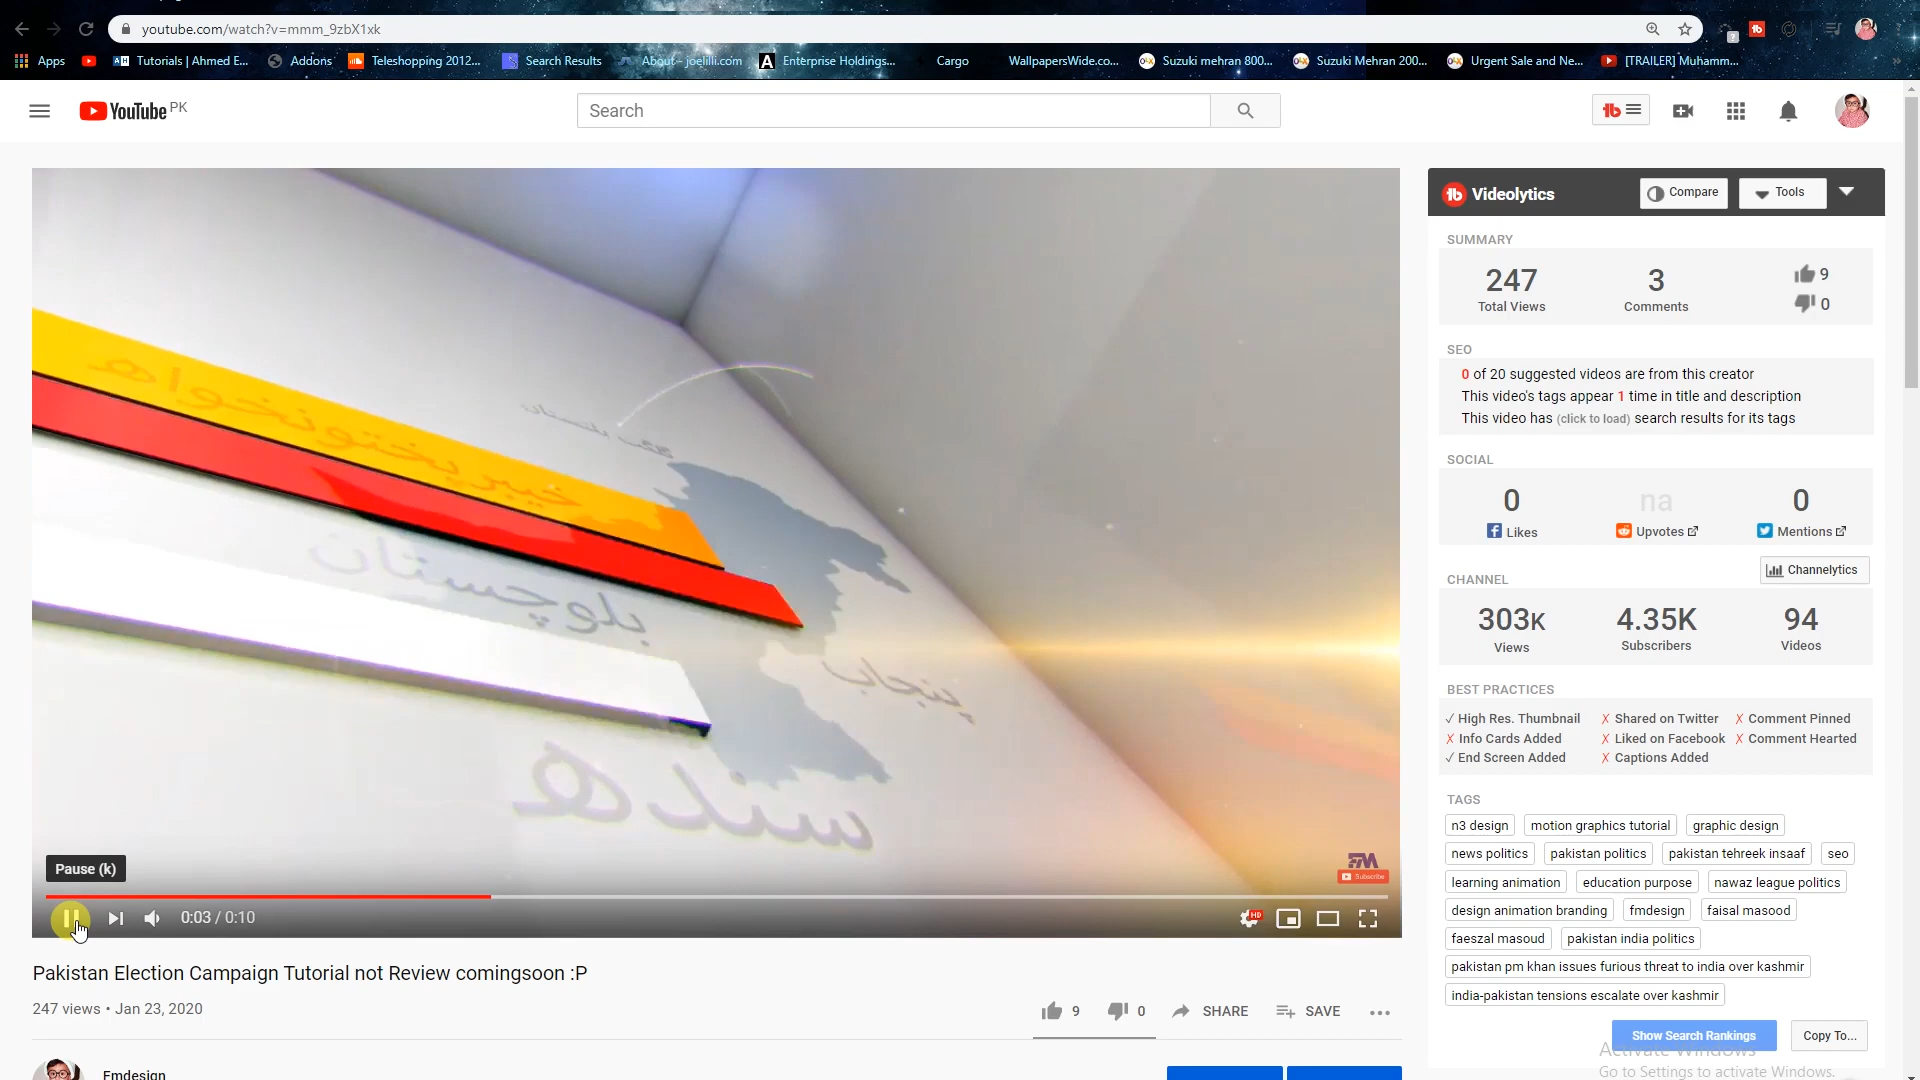 youtube.com/watch?v=mmm_9zbX1xk
Apps
Tutorials | Ahmed E...
Addons
Teleshopping 2012...
Search Results
About - joelilli.com
Enterprise Holdings...
Cargo
WallpapersWide.co...
Suzuki mehran 800...
Suzuki Mehran 200...
Urgent Sale and Ne...
[TRAILER] Muhamm...
YouTube PK
Search
Videolytics
Compare
Tools
SUMMARY
247
Total Views
3
Comments
9
0
SEO
0 of 20 suggested videos are from this creator
This video's tags appear 1 time in title and description
This video has (click to load) search results for its tags
SOCIAL
0
Likes
na
Upvotes
0
Mentions
Channelytics
CHANNEL
303K
Views
4.35K
Subscribers
94
Videos
BEST PRACTICES
✓ High Res. Thumbnail
X Shared on Twitter
X Comment Pinned
X Info Cards Added
X Liked on Facebook
X Comment Hearted
✓ End Screen Added
X Captions Added
TAGS
n3 design
motion graphics tutorial
graphic design
news politics
pakistan politics
pakistan tehreek insaaf
seo
learning animation
education purpose
nawaz league politics
design animation branding
fmdesign
faisal masood
faeszal masoud
pakistan india politics
pakistan pm khan issues furious threat to india over kashmir
india-pakistan tensions escalate over kashmir
Show Search Rankings
Copy To...
Activate Windows
Go to Settings to activate Windows.
خیبر پختونخواه
بلوچستان
پنجاب
سندھ
FM
Subscribe
Pause (k)
0:03 / 0:10
HD
Pakistan Election Campaign Tutorial not Review comingsoon :P
247 views • Jan 23, 2020
9
0
SHARE
SAVE
Fmdesign